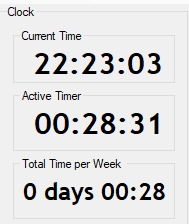 Clock
Current Time
22:23:03
Active Timer
00:28:31
Total Time per Week
0 days 00:28